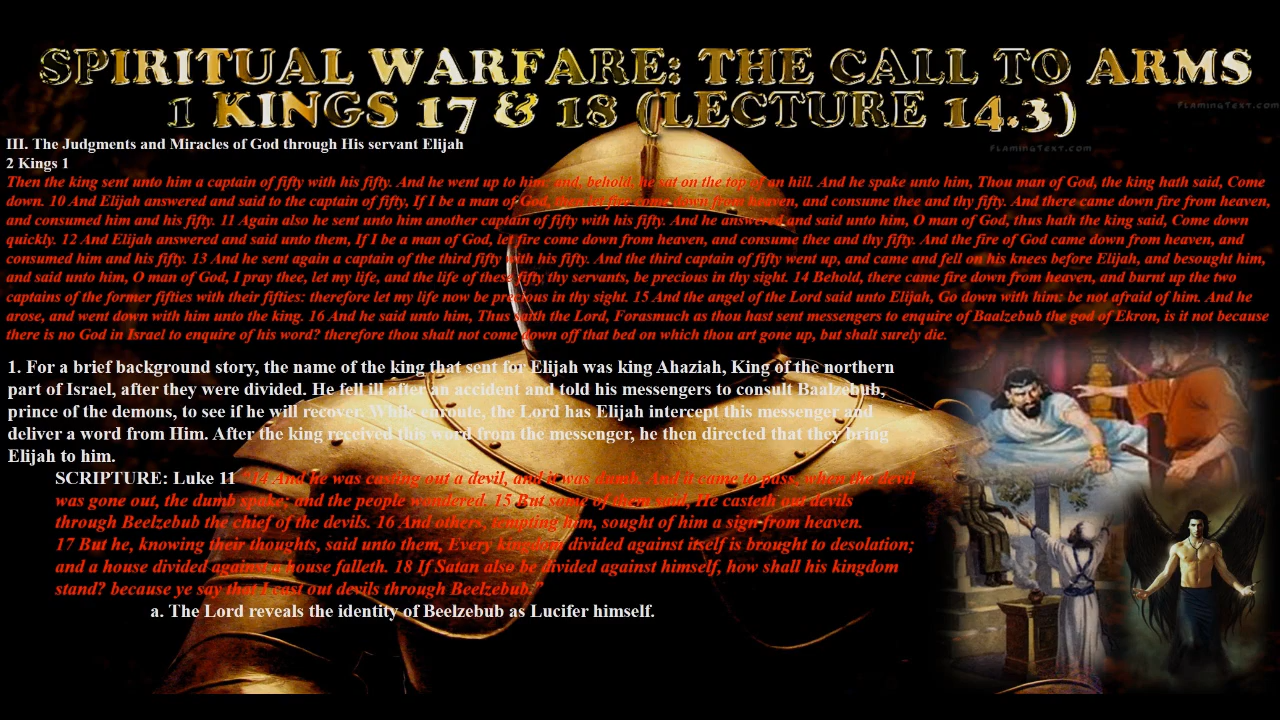 SPIRITUAL WARFARE: THE CALL TO ARMS
1 KINGS 17 & 18 (LECTURE 14.3)
FLAMINGTEXT.COM
FLAMINGTEXT.COM
III. The Judgments and Miracles of God through His servant Elijah
2 Kings 1
Then the king sent unto him a captain of fifty with his fifty. And he went up to him: and, behold, he sat on the top of an hill. And he spake unto him, Thou man of God, the king hath said, Come
down. 10 And Elijah answered and said to the captain of fifty, If I be a man of God, then let fire come down from heaven, and consume thee and thy fifty. And there came down fire from heaven,
and consumed him and his fifty. 11 Again also he sent unto him another captain of fifty with his fifty. And he answered and said unto him, O man of God, thus hath the king said, Come down
quickly. 12 And Elijah answered and said unto them, If I be a man of God, let fire come down from heaven, and consume thee and thy fifty. And the fire of God came down from heaven, and
consumed him and his fifty. 13 And he sent again a captain of the third fifty with his fifty. And the third captain of fifty went up, and came and fell on his knees before Elijah, and besought him,
and said unto him, O man of God, I pray thee, let my life, and the life of these fifty thy servants, be precious in thy sight. 14 Behold, there came fire down from heaven, and burnt up the two
captains of the former fifties with their fifties: therefore let my life now be precious in thy sight. 15 And the angel of the Lord said unto Elijah, Go down with him: be not afraid of him. And he
arose, and went down with him unto the king. 16 And he said unto him, Thus saith the Lord, Forasmuch as thou hast sent messengers to enquire of Baalzebub the god of Ekron, is it not because
there is no God in Israel to enquire of his word? therefore thou shalt not come down off that bed on which thou art gone up, but shalt surely die.
1. For a brief background story, the name of the king that sent for Elijah was king Ahaziah, King of the northern
part of Israel, after they were divided. He fell ill after an accident and told his messengers to consult Baalzebub,
prince of the demons, to see if he will recover. While enroute, the Lord has Elijah intercept this messenger and
deliver a word from Him. After the king received this word from the messenger, he then directed that they bring
Elijah to him.
SCRIPTURE: Luke 11 "14 And he was casting out a devil, and it was dumb. And it came to pass, when the devil
was gone out, the dumb spake; and the people wondered. 15 But some of them said, He casteth out devils
through Beelzebub the chief of the devils. 16 And others, tempting him, sought of him a sign from heaven.
17 But he, knowing their thoughts, said unto them, Every kingdom divided against itself is brought to desolation;
and a house divided against a house falleth. 18 If Satan also be divided against himself, how shall his kingdom
stand? because ye say that I cast out devils through Beelzebub."
a. The Lord reveals the identity of Beelzebub as Lucifer himself.